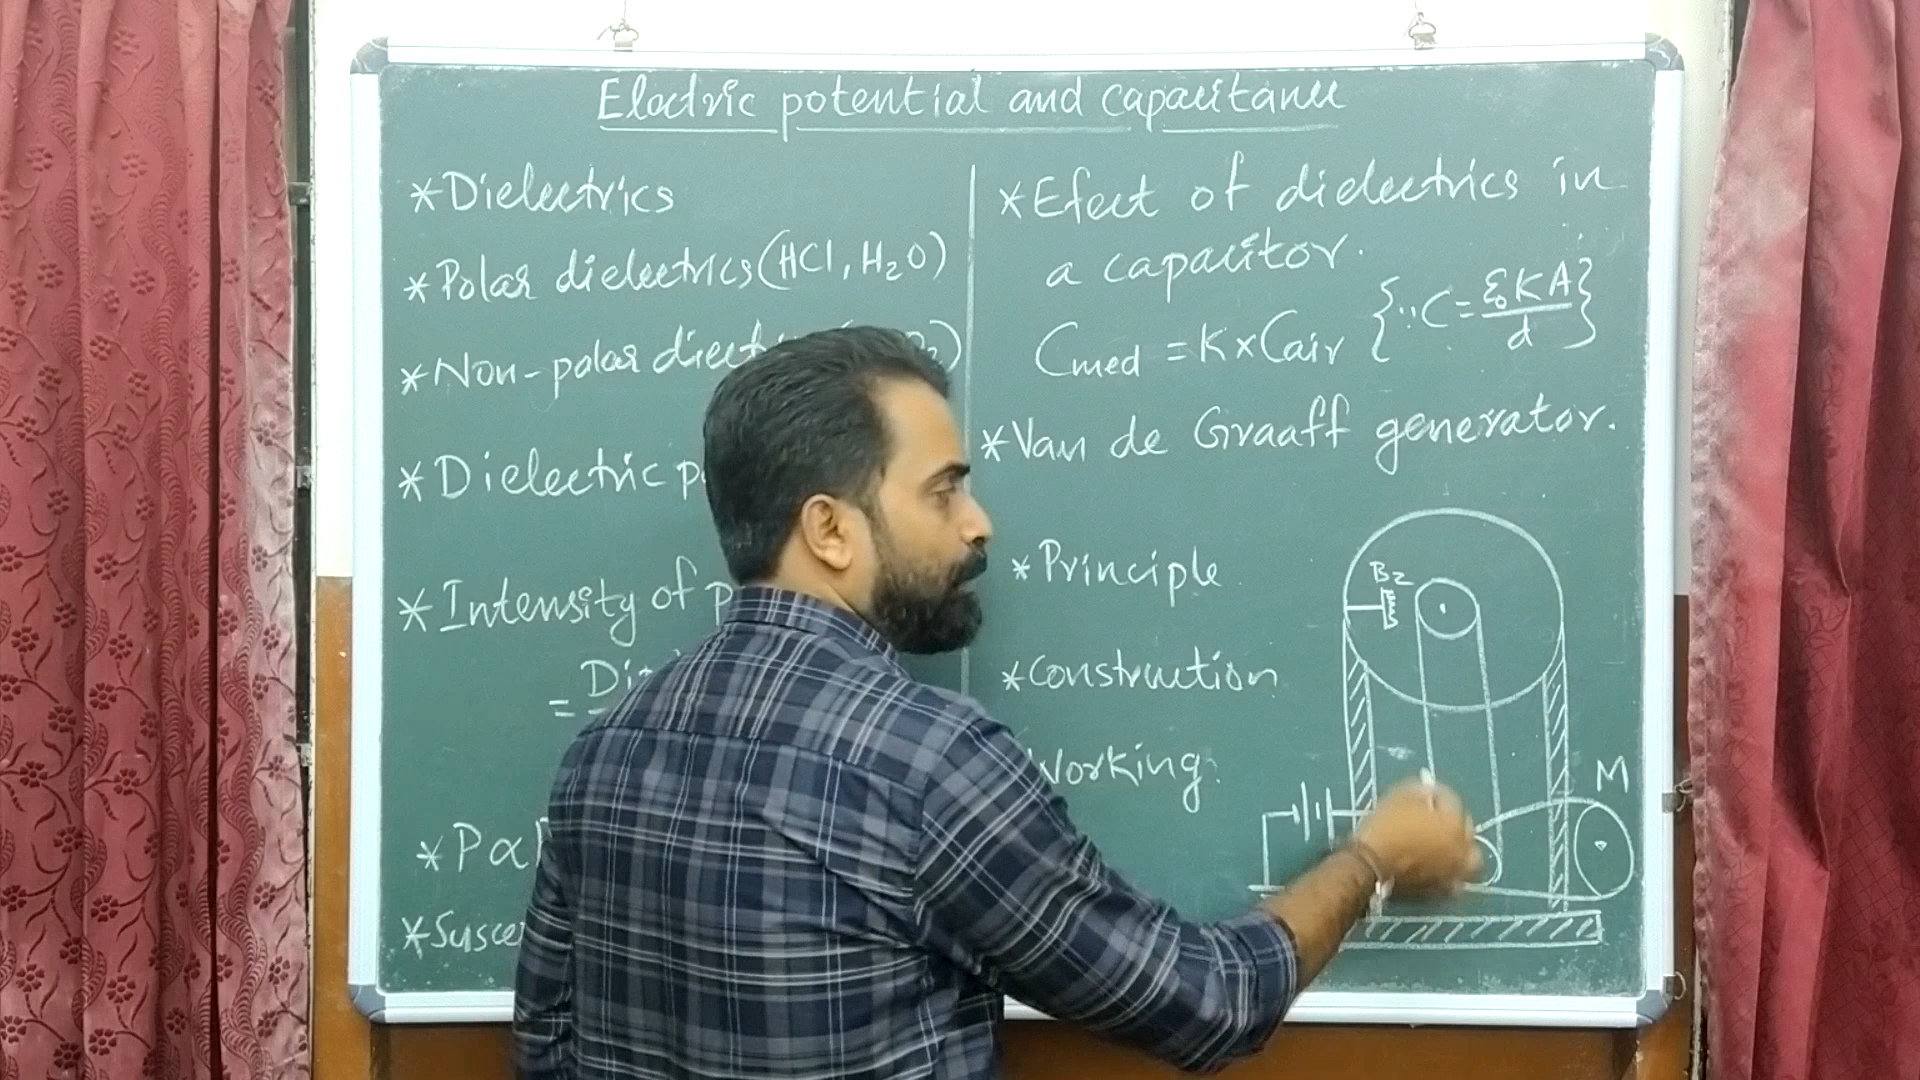 Electric potential and capacitance
*Dielectrics
*Polar dielectrics (HCl, H₂O)
*Non-polar
*Dielectric
*Intensity of
=
*P α
*Efect of dielectrics in
a capacitor.
Cmed = K×Cair {∵C = ε₀KA/d}
*Van de Graaff generator.
*Principle
*Construction
Working
B2
M